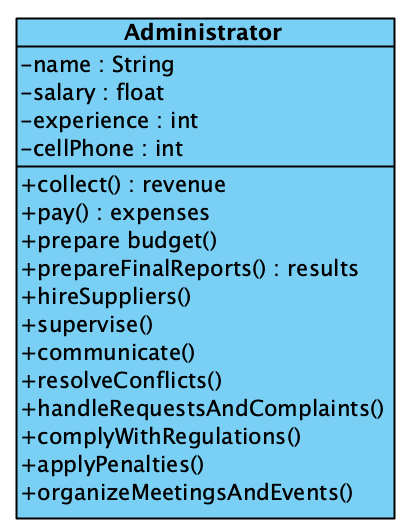 Administrator
-name : String
-salary : float
-experience : int
-cellPhone : int
+collect() : revenue
+pay() : expenses
+prepare budget()
+prepareFinalReports() : results
+hireSuppliers()
+supervise()
+communicate()
+resolveConflicts()
+handleRequestsAndComplaints()
+complyWithRegulations()
+applyPenalties()
+organizeMeetingsAndEvents()